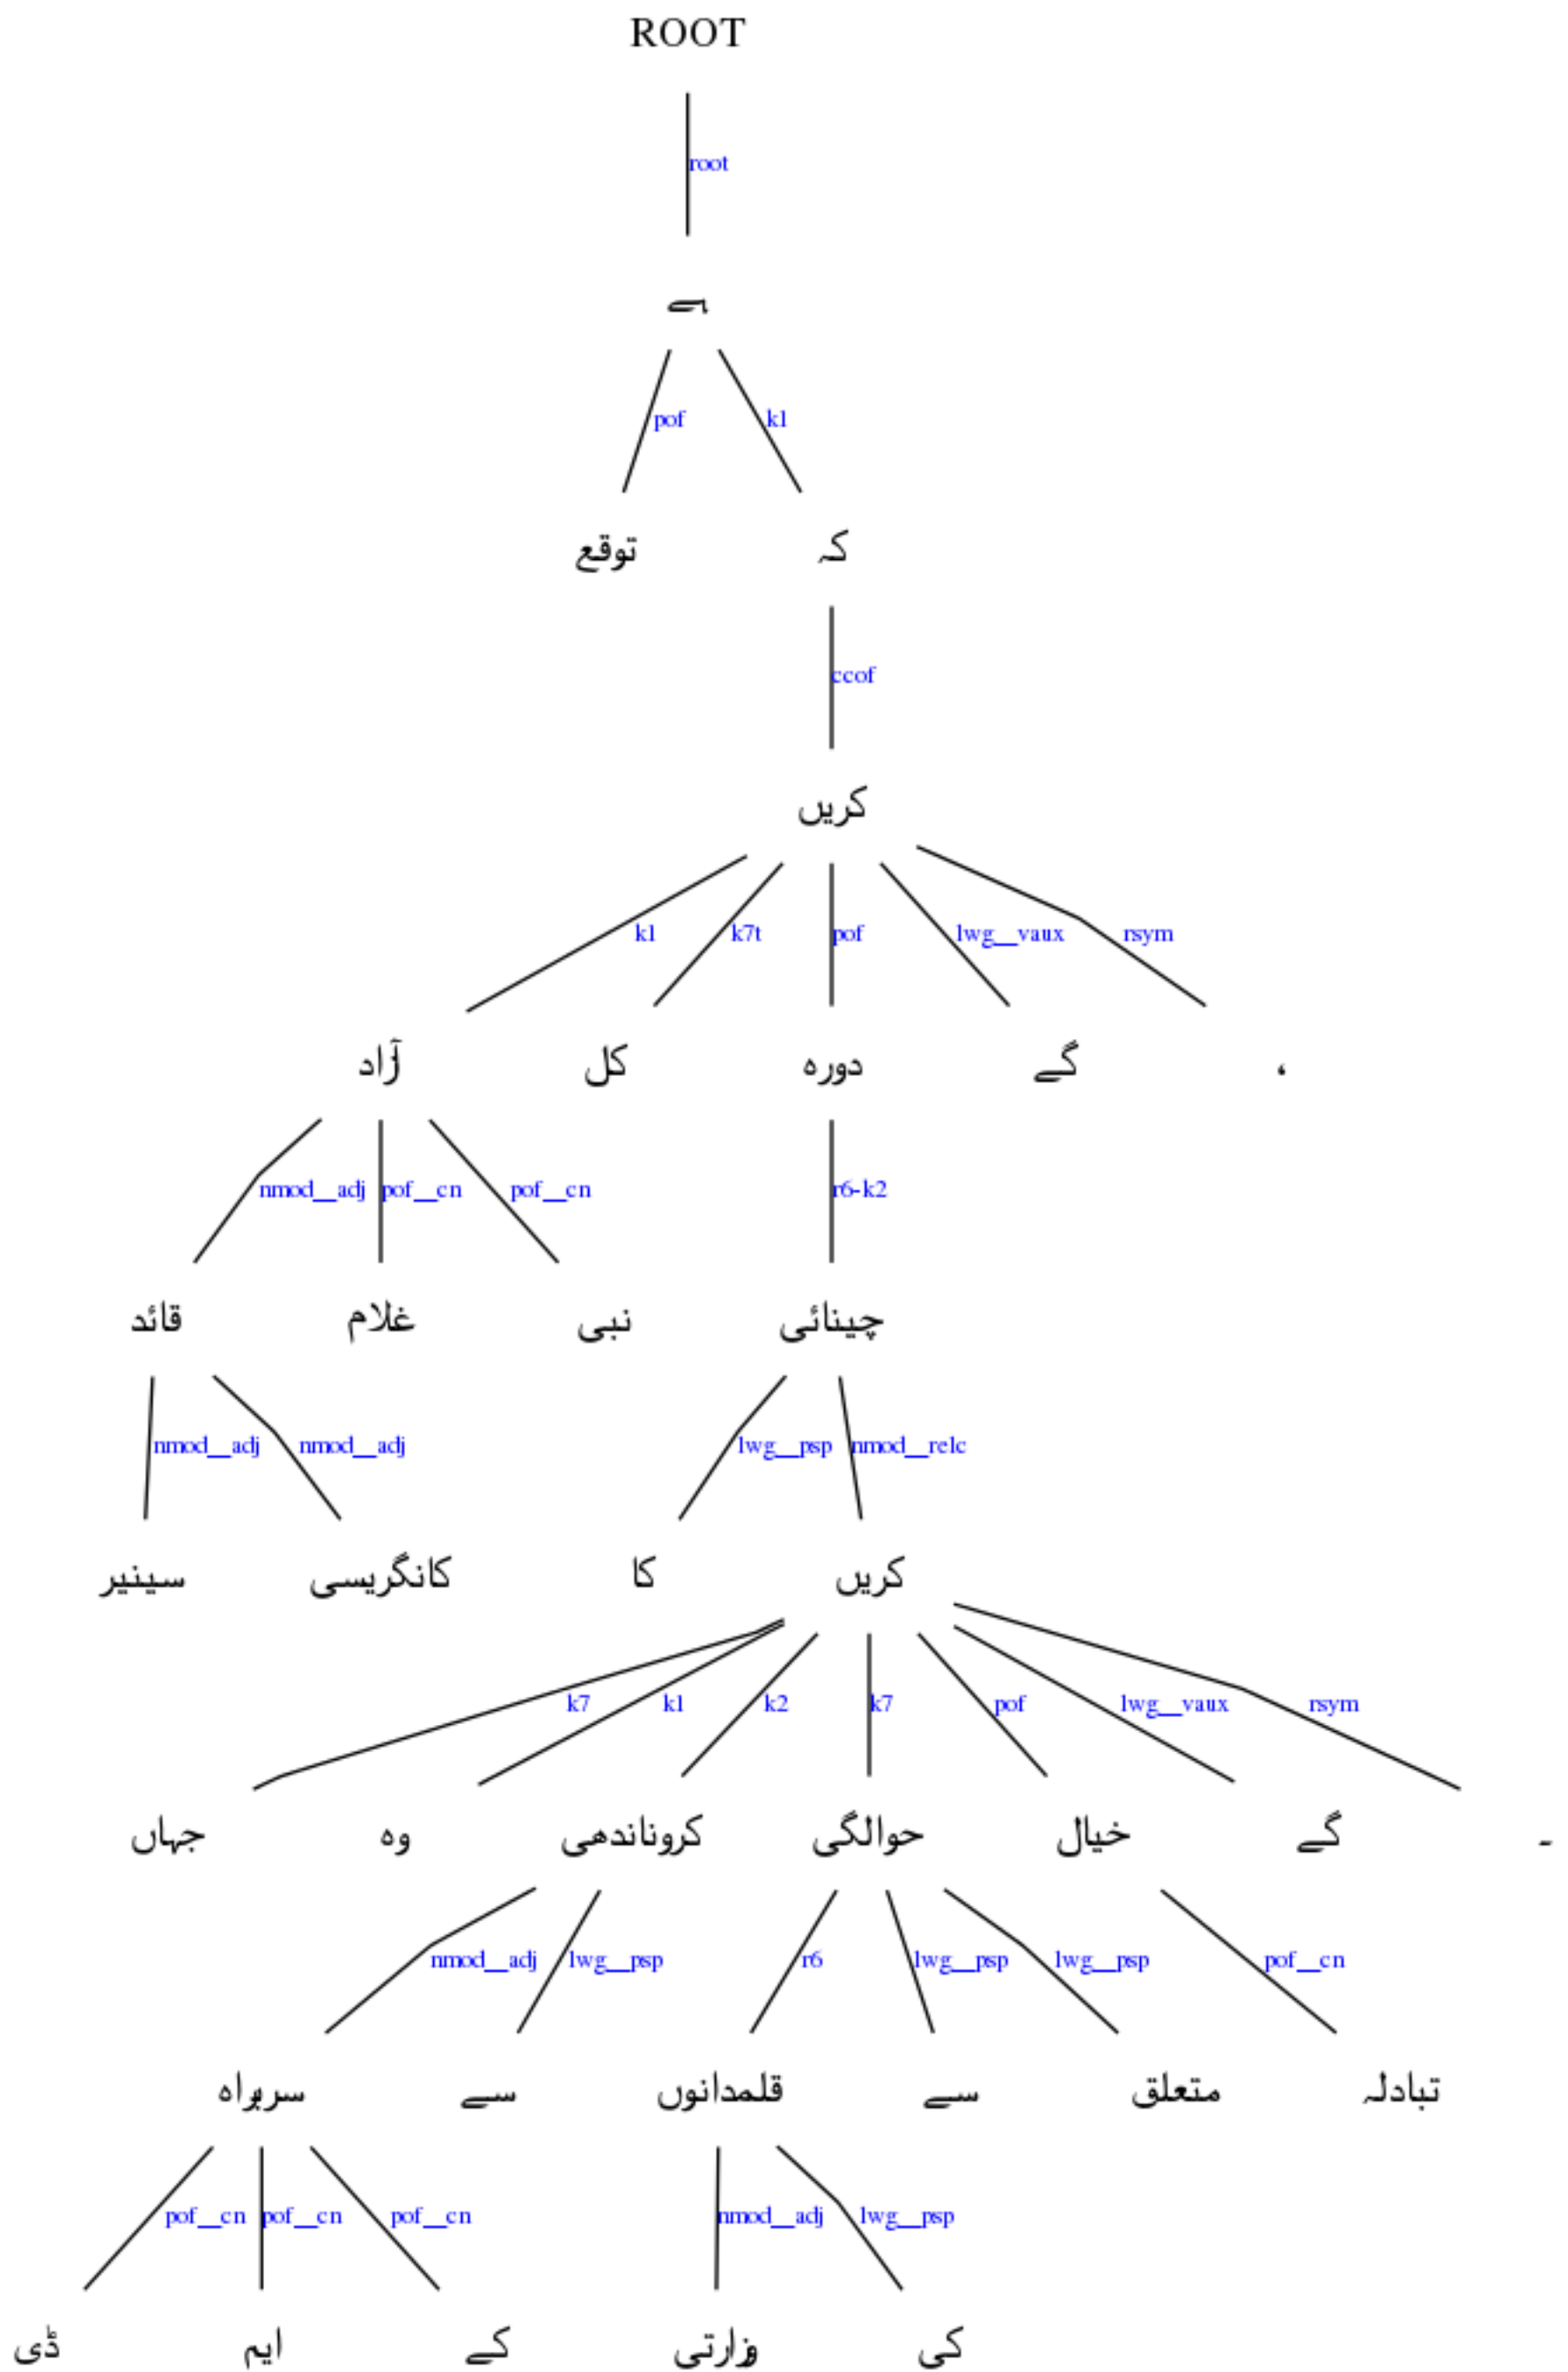 ROOT
root
ہے
pof k1
توقع کہ
ccof
کریں
k1 k7t pof lwg__vaux rsym
آزاد کل دورہ گے ،
nmod__adj pof__cn pof__cn r6-k2
قائد غلام نبی چینائی
nmod__adj nmod__adj lwg__psp nmod__relc
سینیر کانگریسی کا کریں
k7 k1 k2 k7 pof lwg__vaux rsym
جہاں وہ کروناندھی حوالگی خیال گے ۔
nmod__adj lwg__psp r6 lwg__psp lwg__psp pof__cn
سربراہ سے قلمدانوں سے متعلق تبادلہ
pof__cn pof__cn pof__cn nmod__adj lwg__psp
ڈی ایم کے وزارتی کی